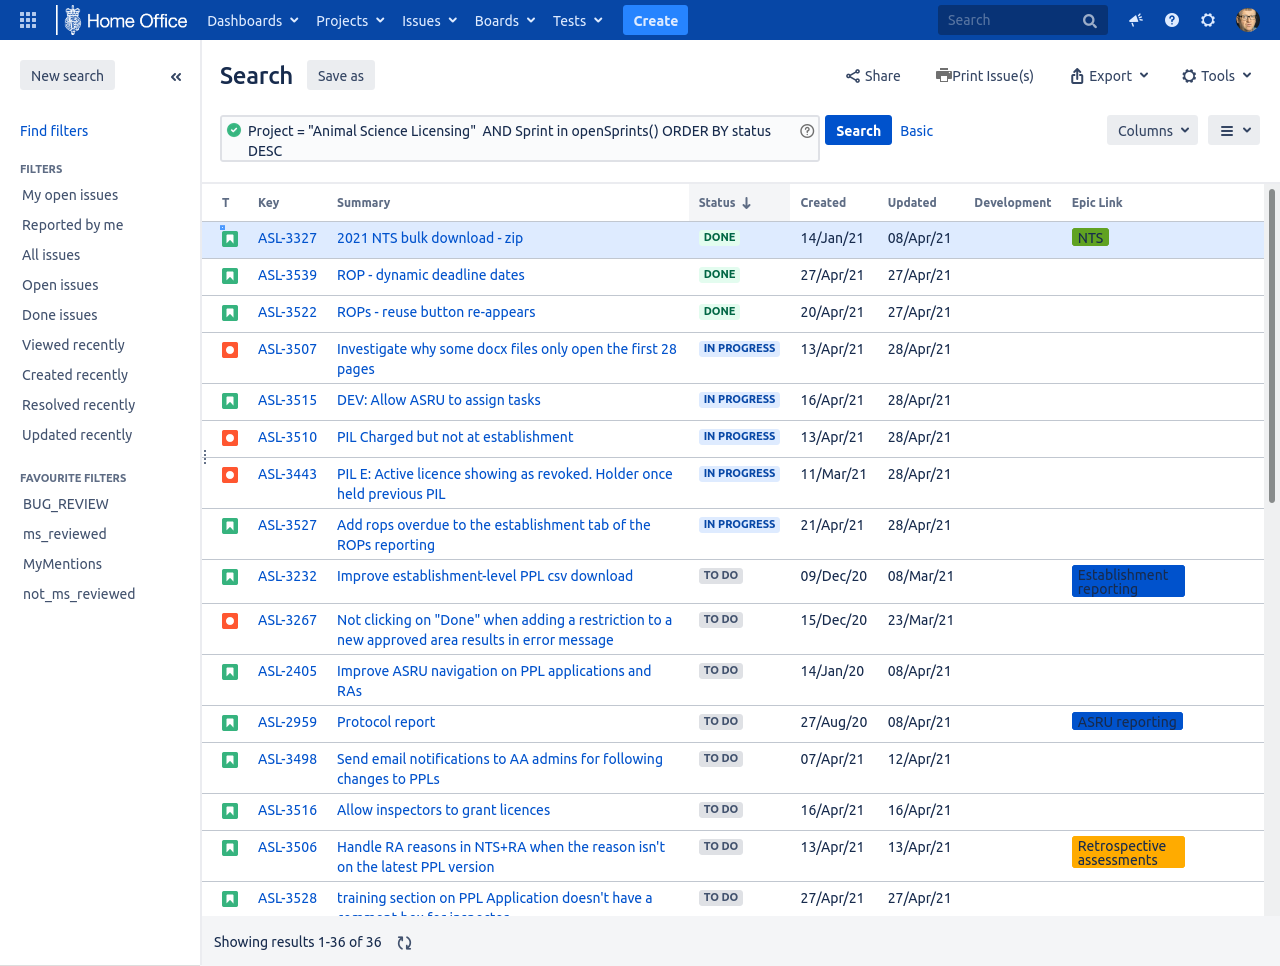 Home Office Dashboards Projects Issues Boards Tests Create Search
New search «
Find filters
FILTERS
My open issues
Reported by me
All issues
Open issues
Done issues
Viewed recently
Created recently
Resolved recently
Updated recently
FAVOURITE FILTERS
BUG_REVIEW
ms_reviewed
MyMentions
not_ms_reviewed
Search Save as Share Print Issue(s) Export Tools
Project = "Animal Science Licensing"  AND Sprint in openSprints() ORDER BY status
DESC
Search Basic Columns
T Key Summary Status Created Updated Development Epic Link
ASL-3327 2021 NTS bulk download - zip DONE 14/Jan/21 08/Apr/21 NTS
ASL-3539 ROP - dynamic deadline dates DONE 27/Apr/21 27/Apr/21
ASL-3522 ROPs - reuse button re-appears DONE 20/Apr/21 27/Apr/21
ASL-3507 Investigate why some docx files only open the first 28 IN PROGRESS 13/Apr/21 28/Apr/21
pages
ASL-3515 DEV: Allow ASRU to assign tasks IN PROGRESS 16/Apr/21 28/Apr/21
ASL-3510 PIL Charged but not at establishment IN PROGRESS 13/Apr/21 28/Apr/21
ASL-3443 PIL E: Active licence showing as revoked. Holder once IN PROGRESS 11/Mar/21 28/Apr/21
held previous PIL
ASL-3527 Add rops overdue to the establishment tab of the IN PROGRESS 21/Apr/21 28/Apr/21
ROPs reporting
ASL-3232 Improve establishment-level PPL csv download TO DO 09/Dec/20 08/Mar/21 Establishment
reporting
ASL-3267 Not clicking on "Done" when adding a restriction to a TO DO 15/Dec/20 23/Mar/21
new approved area results in error message
ASL-2405 Improve ASRU navigation on PPL applications and TO DO 14/Jan/20 08/Apr/21
RAs
ASL-2959 Protocol report TO DO 27/Aug/20 08/Apr/21 ASRU reporting
ASL-3498 Send email notifications to AA admins for following TO DO 07/Apr/21 12/Apr/21
changes to PPLs
ASL-3516 Allow inspectors to grant licences TO DO 16/Apr/21 16/Apr/21
ASL-3506 Handle RA reasons in NTS+RA when the reason isn't TO DO 13/Apr/21 13/Apr/21 Retrospective
on the latest PPL version assessments
ASL-3528 training section on PPL Application doesn't have a TO DO 27/Apr/21 27/Apr/21
Showing results 1-36 of 36